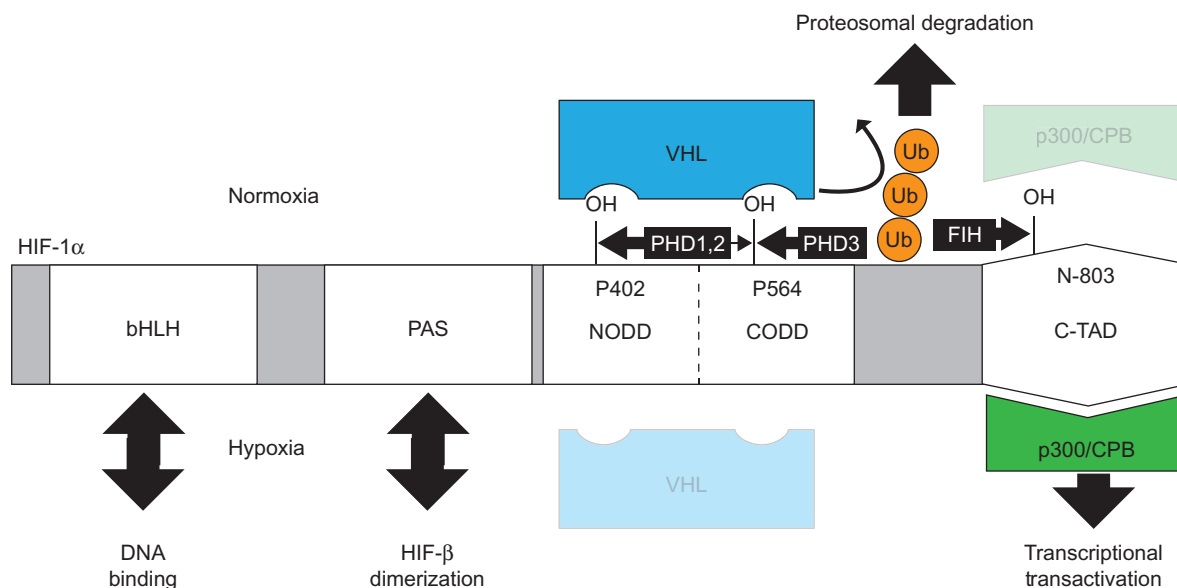 Proteosomal degradation
p300/CPB
VHL
Ub
Ub
Ub
Normoxia
OH
OH
OH
PHD1,2
PHD3
FIH
HIF-1α
P402
P564
N-803
bHLH
PAS
NODD
CODD
C-TAD
Hypoxia
VHL
p300/CPB
DNA
binding
HIF-β
dimerization
Transcriptional
transactivation